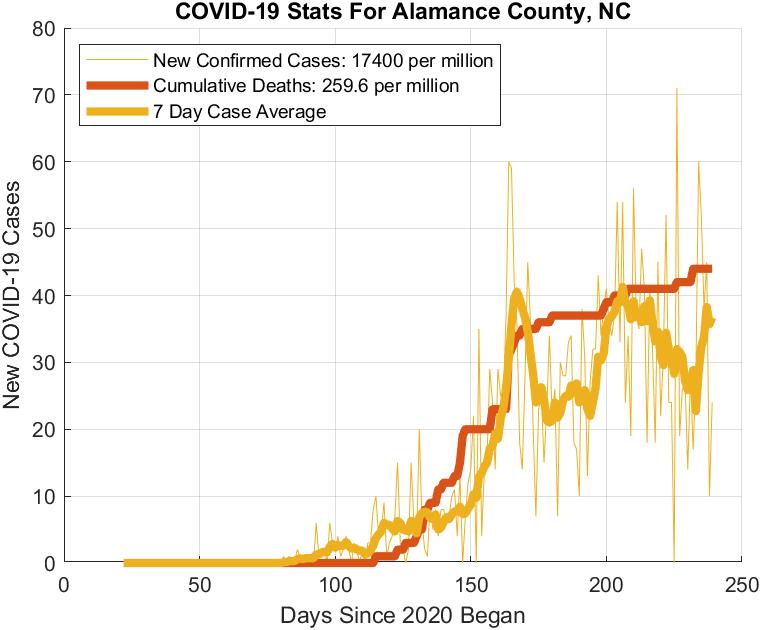 COVID-19 Stats For Alamance County, NC
New Confirmed Cases: 17400 per million
Cumulative Deaths: 259.6 per million
7 Day Case Average
New COVID-19 Cases
80
70
60
50
40
30
20
10
0
0 50 100 150 200 250
Days Since 2020 Began